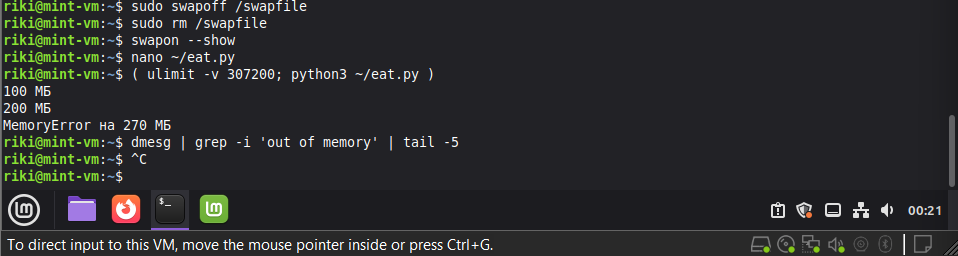 riki@mint-vm:~$ sudo swapoff /swapfile
riki@mint-vm:~$ sudo rm /swapfile
riki@mint-vm:~$ swapon --show
riki@mint-vm:~$ nano ~/eat.py
riki@mint-vm:~$ ( ulimit -v 307200; python3 ~/eat.py )
100 МБ
200 МБ
MemoryError на 270 МБ
riki@mint-vm:~$ dmesg | grep -i 'out of memory' | tail -5
riki@mint-vm:~$ ^C
riki@mint-vm:~$
$_
00:21
To direct input to this VM, move the mouse pointer inside or press Ctrl+G.